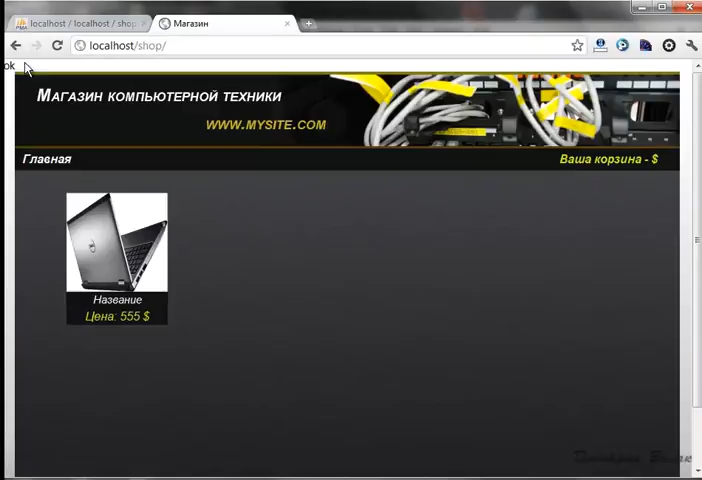 localhost / localhost / shop
Магазин
localhost/shop/
ok
Магазин компьютерной техники
www.mysite.com
Главная
Ваша корзина - $
Название
Цена: 555 $